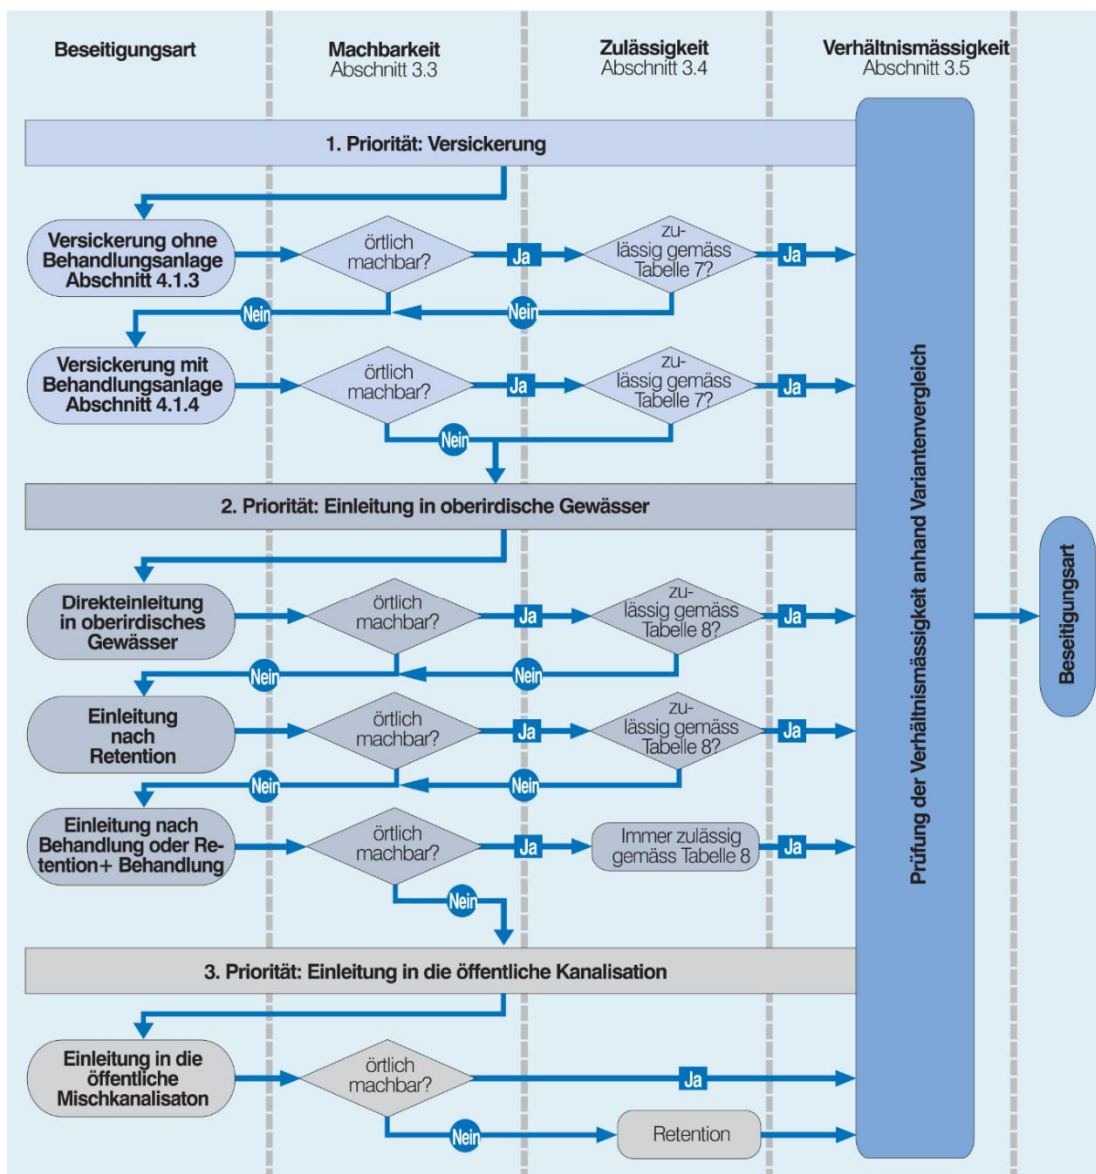 Beseitigungsart
Machbarkeit
Abschnitt 3.3
Zulässigkeit
Abschnitt 3.4
Verhältnismässigkeit
Abschnitt 3.5
1. Priorität: Versickerung
Versickerung ohne
Behandlungsanlage
Abschnitt 4.1.3
örtlich
machbar?
Ja
zu-
lässig gemäss
Tabelle 7?
Ja
Nein
Nein
Versickerung mit
Behandlungsanlage
Abschnitt 4.1.4
örtlich
machbar?
Ja
zu-
lässig gemäss
Tabelle 7?
Ja
Nein
2. Priorität: Einleitung in oberirdische Gewässer
Direkteinleitung
in oberirdisches
Gewässer
örtlich
machbar?
Ja
zu-
lässig gemäss
Tabelle 8?
Ja
Nein
Nein
Einleitung
nach
Retention
örtlich
machbar?
Ja
zu-
lässig gemäss
Tabelle 8?
Ja
Nein
Nein
Einleitung nach
Behandlung oder Re-
tention+ Behandlung
örtlich
machbar?
Ja
Immer zulässig
gemäss Tabelle 8
Ja
Nein
3. Priorität: Einleitung in die öffentliche Kanalisation
Einleitung in die
öffentliche
Mischkanalisaton
örtlich
machbar?
Ja
Nein
Retention
Prüfung der Verhältnismässigkeit anhand Variantenvergleich
Beseitigungsart